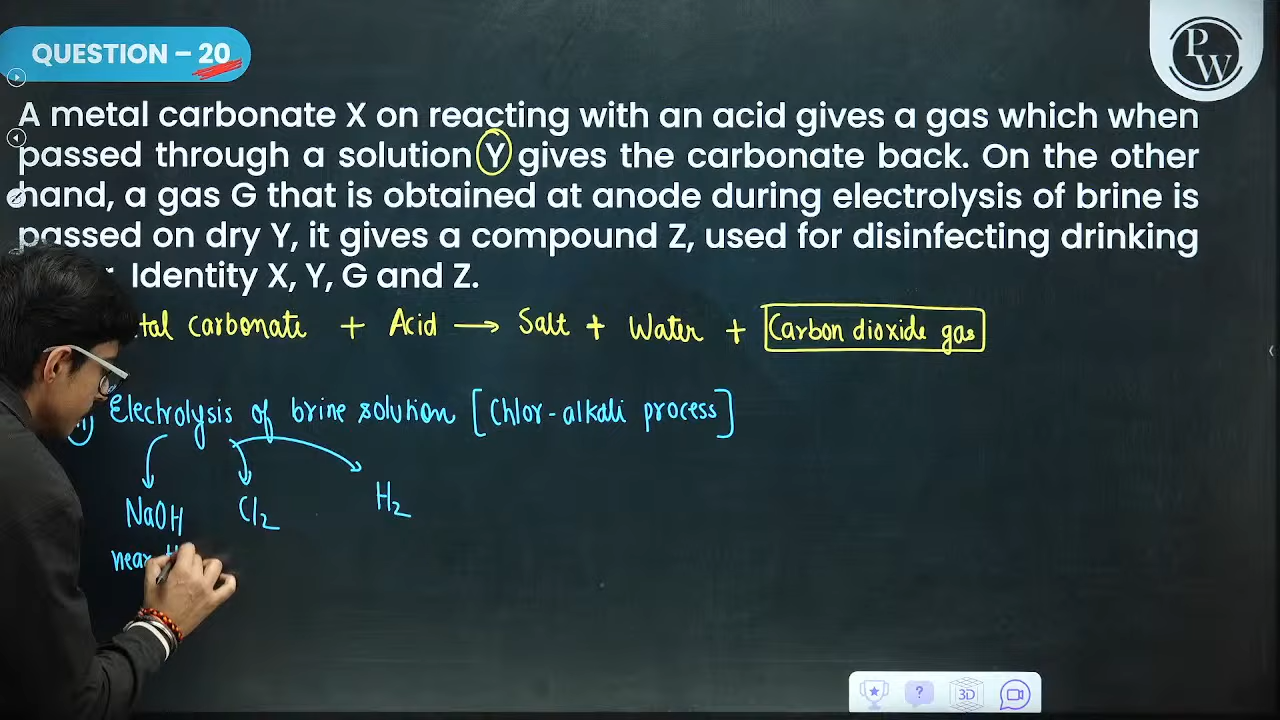 QUESTION – 20
PW
A metal carbonate X on reacting with an acid gives a gas which when
passed through a solution Y gives the carbonate back. On the other
hand, a gas G that is obtained at anode during electrolysis of brine is
passed on dry Y, it gives a compound Z, used for disinfecting drinking
Identity X, Y, G and Z.
carbonate + Acid → Salt + Water + Carbon dioxide gas
Electrolysis of brine solution [Chlor-alkali process]
NaOH Cl2 H2
near
? 3D